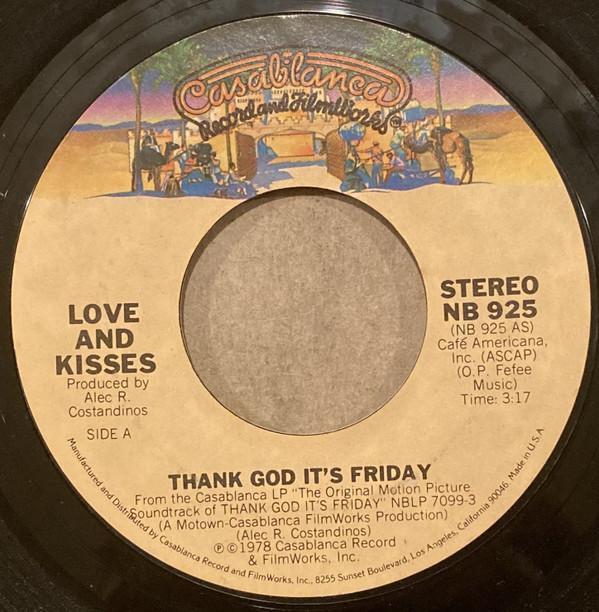 Casablanca
Record and FilmWorks
LOVE
AND
KISSES
Produced by
Alec R.
Costandinos
SIDE A
STEREO
NB 925
(NB 925 AS)
Café Americana,
Inc. (ASCAP)
(O.P. Fefee
Music)
Time: 3:17
THANK GOD IT'S FRIDAY
From the Casablanca LP "The Original Motion Picture
Soundtrack of THANK GOD IT'S FRIDAY" NBLP 7099-3
(A Motown-Casablanca FilmWorks Production)
(Alec R. Costandinos)
℗©1978 Casablanca Record
& FilmWorks, Inc.
Manufactured and Distributed by Casablanca Record and FilmWorks, Inc., 8255 Sunset Boulevard, Los Angeles, California 90046. Made in U.S.A.